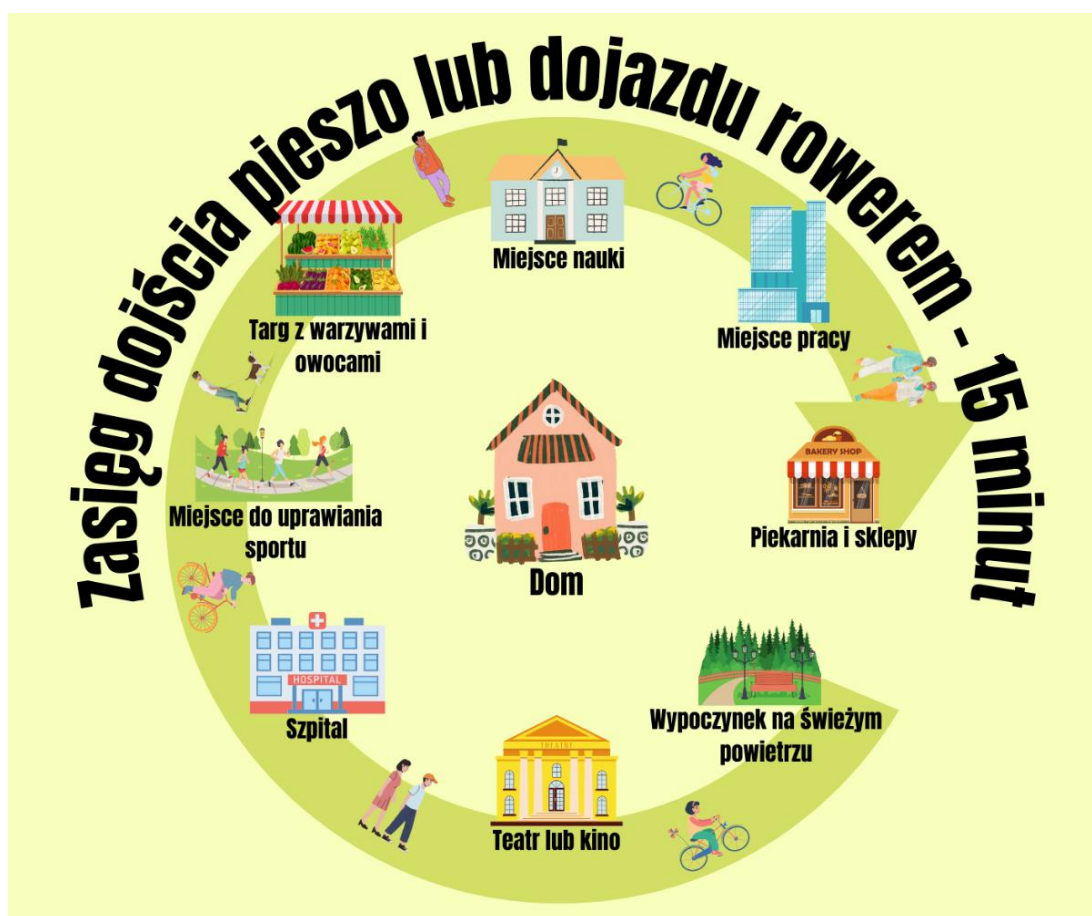 Zasięg dojścia pieszo lub dojazdu rowerem - 15 minut
Miejsce nauki
Targ z warzywami i
owocami
Miejsce pracy
BAKERY SHOP
Miejsce do uprawiania
sportu
Piekarnia i sklepy
Dom
HOSPITAL
Szpital
Wypoczynek na świeżym
powietrzu
THEATRE
Teatr lub kino